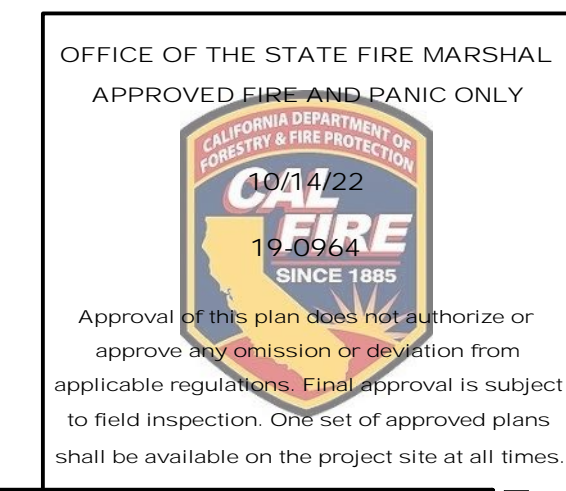 OFFICE OF THE STATE FIRE MARSHAL
APPROVED FIRE AND PANIC ONLY
CALIFORNIA DEPARTMENT OF
FORESTRY & FIRE PROTECTION
CAL
10/14/22
FIRE
19-0964
SINCE 1885
Approval of this plan does not authorize or
approve any omission or deviation from
applicable regulations. Final approval is subject
to field inspection. One set of approved plans
shall be available on the project site at all times.